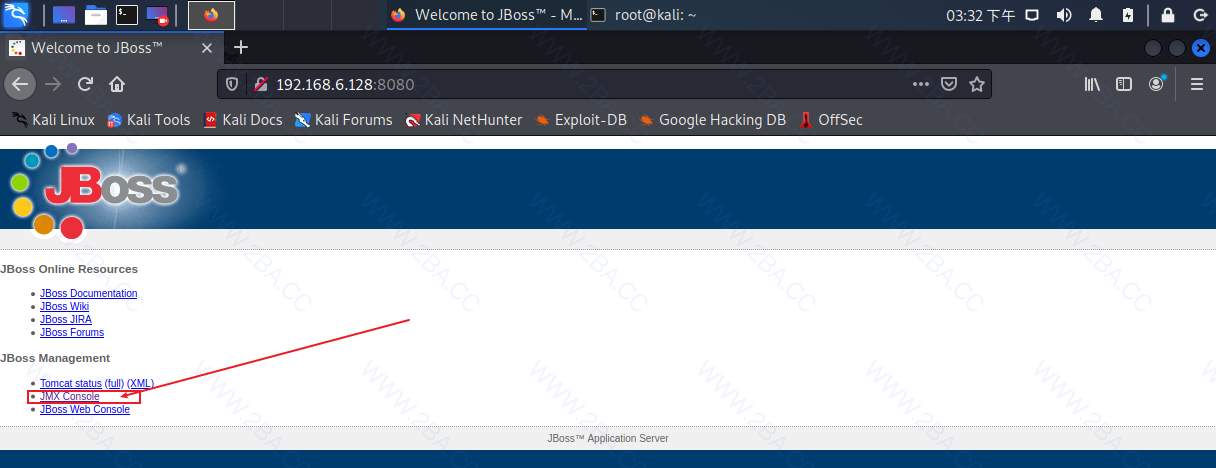 Welcome to JBoss™ - M...
root@kali: ~
03:32 下午
Welcome to JBoss™
192.168.6.128:8080
Kali Linux
Kali Tools
Kali Docs
Kali Forums
Kali NetHunter
Exploit-DB
Google Hacking DB
OffSec
JBoss®
JBoss Online Resources
JBoss Documentation
JBoss Wiki
JBoss JIRA
JBoss Forums
JBoss Management
Tomcat status (full) (XML)
JMX Console
JBoss Web Console
JBoss™ Application Server
WWW.2BA.CC